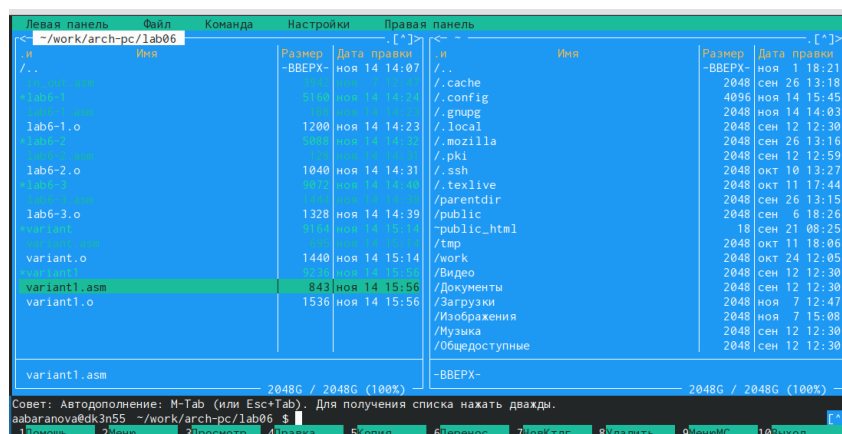 Левая панель Файл Команда Настройки Правая панель
~/work/arch-pc/lab06 .[^]>
.и Имя Размер Дата правки
/.. -ВВЕРХ- ноя 14 14:07
*lab6-1 5160 ноя 14 14:24
lab6-1.o 1200 ноя 14 14:23
*lab6-2 5088 ноя 14 14:32
lab6-2.o 1040 ноя 14 14:31
*lab6-3 9072 ноя 14 14:40
lab6-3.o 1328 ноя 14 14:39
*variant 9164 ноя 14 15:14
variant.asm
variant.o 1440 ноя 14 15:14
*variant1 9236 ноя 14 15:56
variant1.asm 843 ноя 14 15:56
variant1.o 1536 ноя 14 15:56
variant1.asm
2048G / 2048G (100%)
<- ~ .[^]>
.и Имя Размер Дата правки
/.. -ВВЕРХ- ноя 1 18:21
/.cache 2048 сен 26 13:18
/.config 4096 ноя 14 15:45
/.gnupg 2048 ноя 14 14:03
/.local 2048 сен 12 12:30
/.mozilla 2048 сен 26 13:16
/.pki 2048 сен 12 12:59
/.ssh 2048 окт 10 13:27
/.texlive 2048 окт 11 17:44
/parentdir 2048 сен 26 13:15
/public 2048 сен 6 18:26
~public_html 18 сен 21 08:25
/tmp 2048 окт 11 18:06
/work 2048 окт 24 12:05
/Видео 2048 сен 12 12:30
/Документы 2048 сен 12 12:30
/Загрузки 2048 ноя 7 12:47
/Изображения 2048 ноя 7 15:08
/Музыка 2048 сен 12 12:30
/Общедоступные 2048 сен 12 12:30
-ВВЕРХ-
2048G / 2048G (100%)
Совет: Автодополнение: M-Tab (или Esc+Tab). Для получения списка нажать дважды.
aabaranova@dk3n55 ~/work/arch-pc/lab06 $ [^
1Помощь 2Меню 3Просмотр 4Правка 5Копия 6Перенос 7НовКтлг 8Удалить 9МенюMC 10Выход